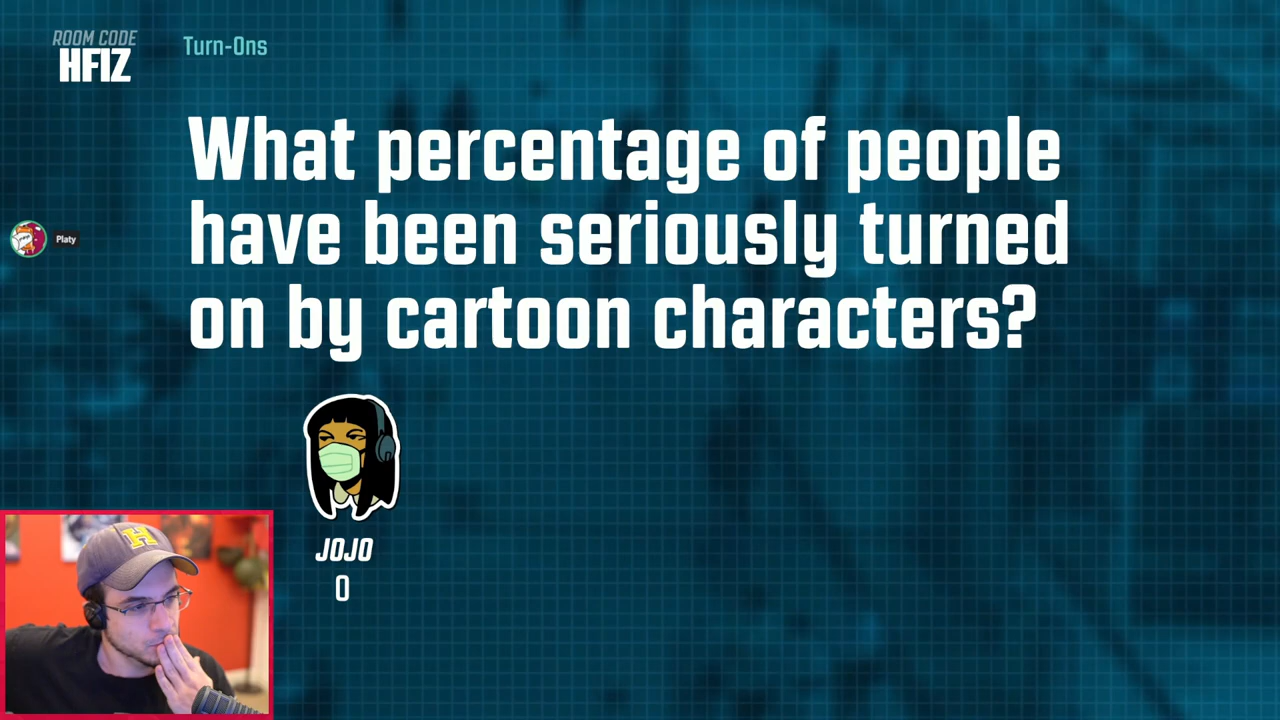 ROOM CODE
HFIZ
Turn-Ons
What percentage of people
have been seriously turned
on by cartoon characters?
Platy
JOJO
0
H